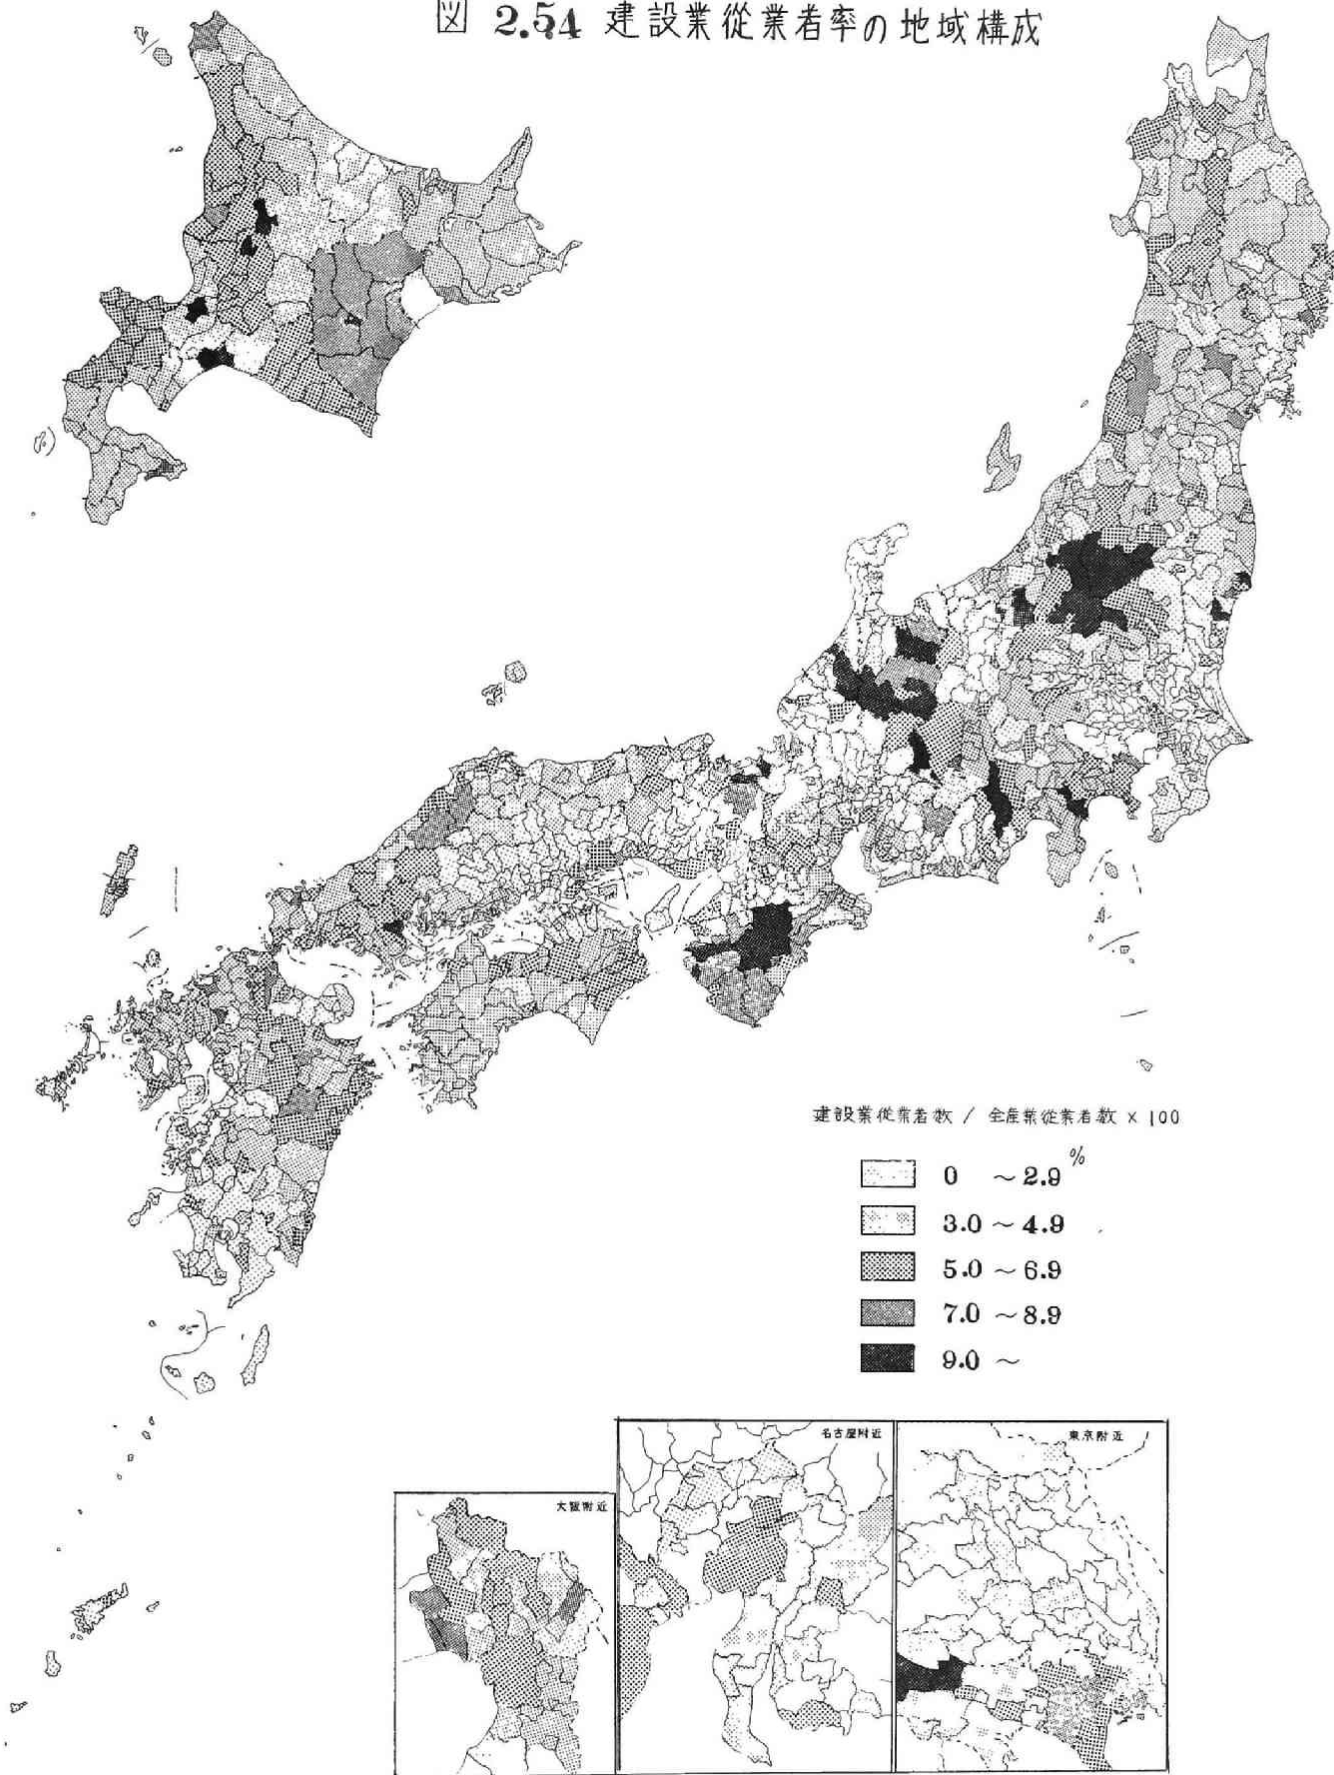 図 2.54 建設業従業者率の地域構成
建設業従業者数 / 全産業従業者数 × 100
0 ～2.9%
3.0～4.9
5.0～6.9
7.0～8.9
9.0～
大阪附近
名古屋附近
東京附近